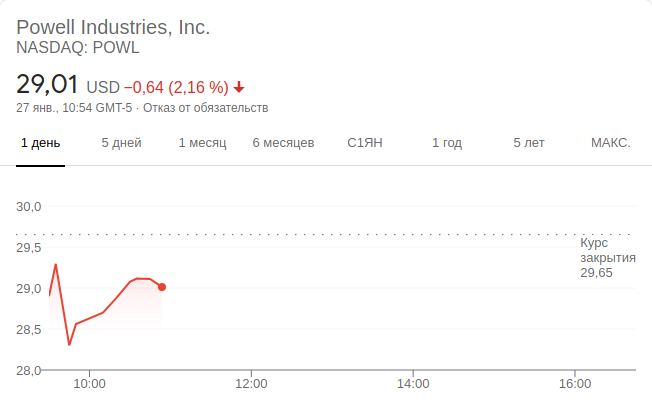 Powell Industries, Inc.
NASDAQ: POWL
29,01 USD −0,64 (2,16 %)
27 янв., 10:54 GMT-5 · Отказ от обязательств
1 день 5 дней 1 месяц 6 месяцев С1ЯН 1 год 5 лет МАКС.
30,0
29,5
29,0
28,5
28,0
Курс
закрытия
29,65
10:00 12:00 14:00 16:00